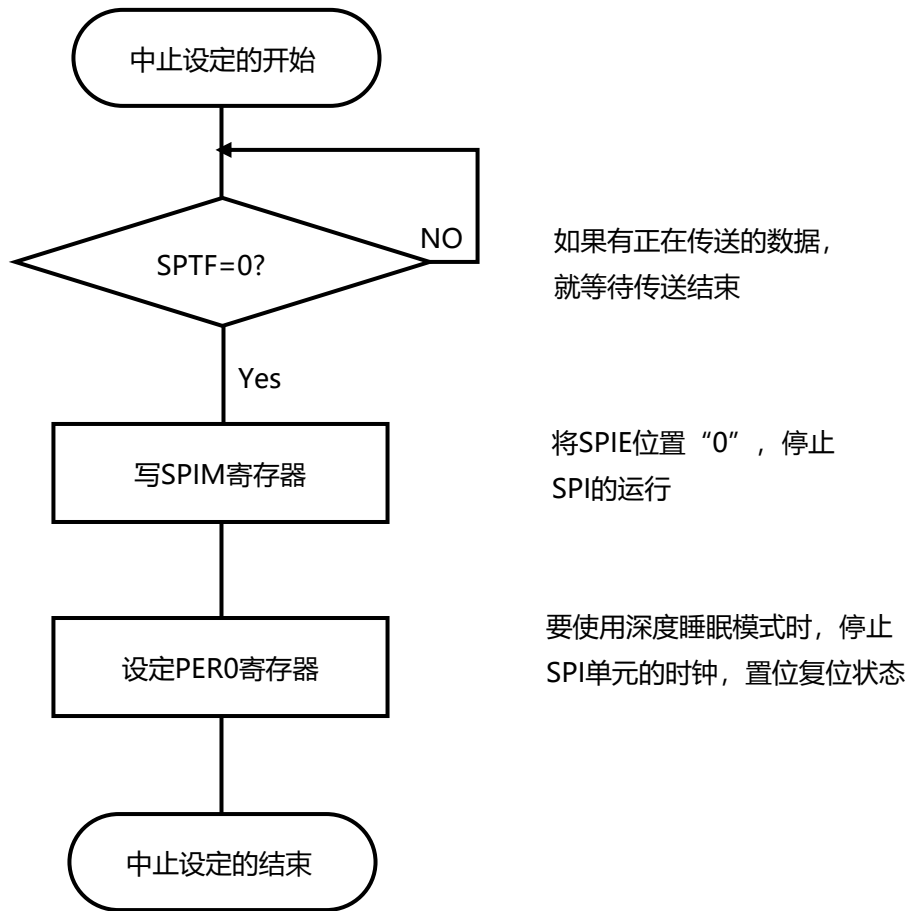 中止设定的开始
NO
SPTF=0?
如果有正在传送的数据，
就等待传送结束
Yes
写SPIM寄存器
将SPIE位置“0”，停止
SPI的运行
设定PER0寄存器
要使用深度睡眠模式时，停止
SPI单元的时钟，置位复位状态
中止设定的结束